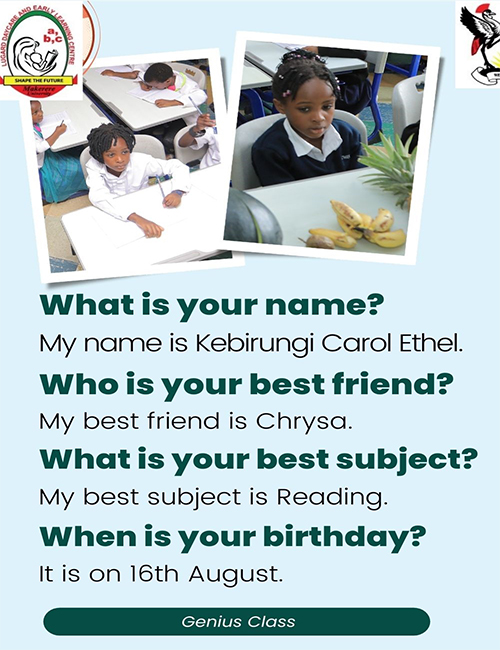 LUGARD DAYCARE AND EARLY LEARNING CENTRE
a,
b,c
SHAPE THE FUTURE
Makerere
What is your name?
My name is Kebirungi Carol Ethel.
Who is your best friend?
My best friend is Chrysa.
What is your best subject?
My best subject is Reading.
When is your birthday?
It is on 16th August.
Genius Class